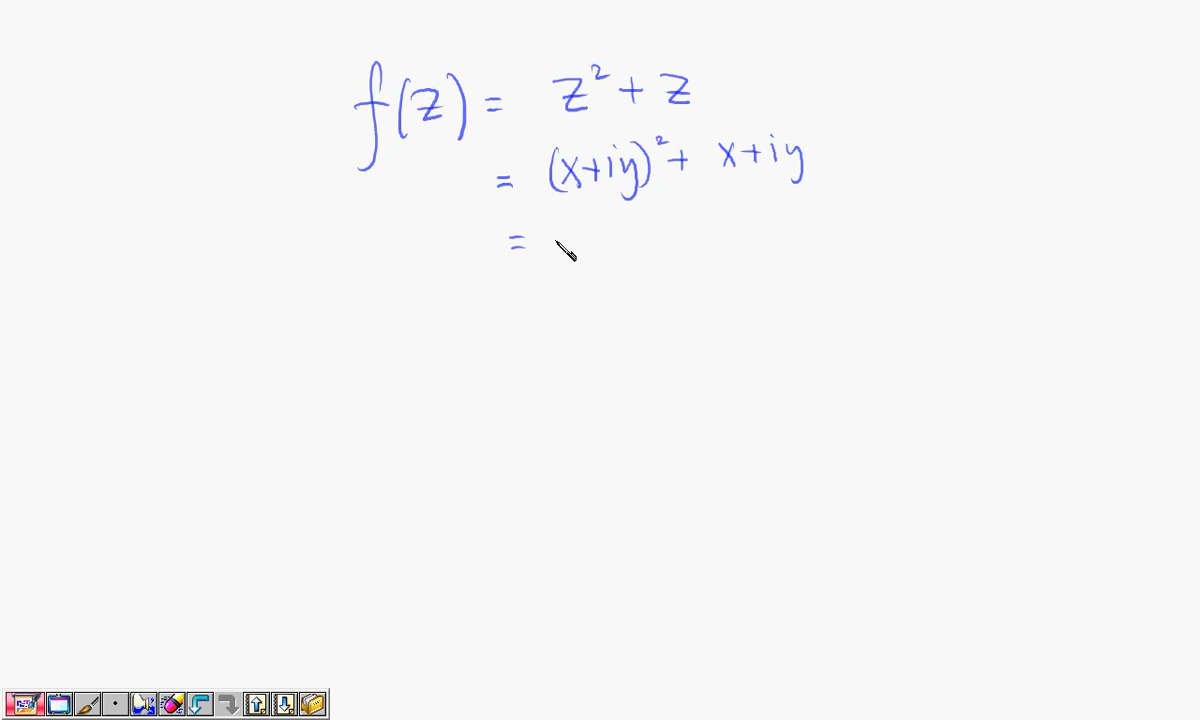 f(z) = z² + z
= (x+iy)² + x+iy
=